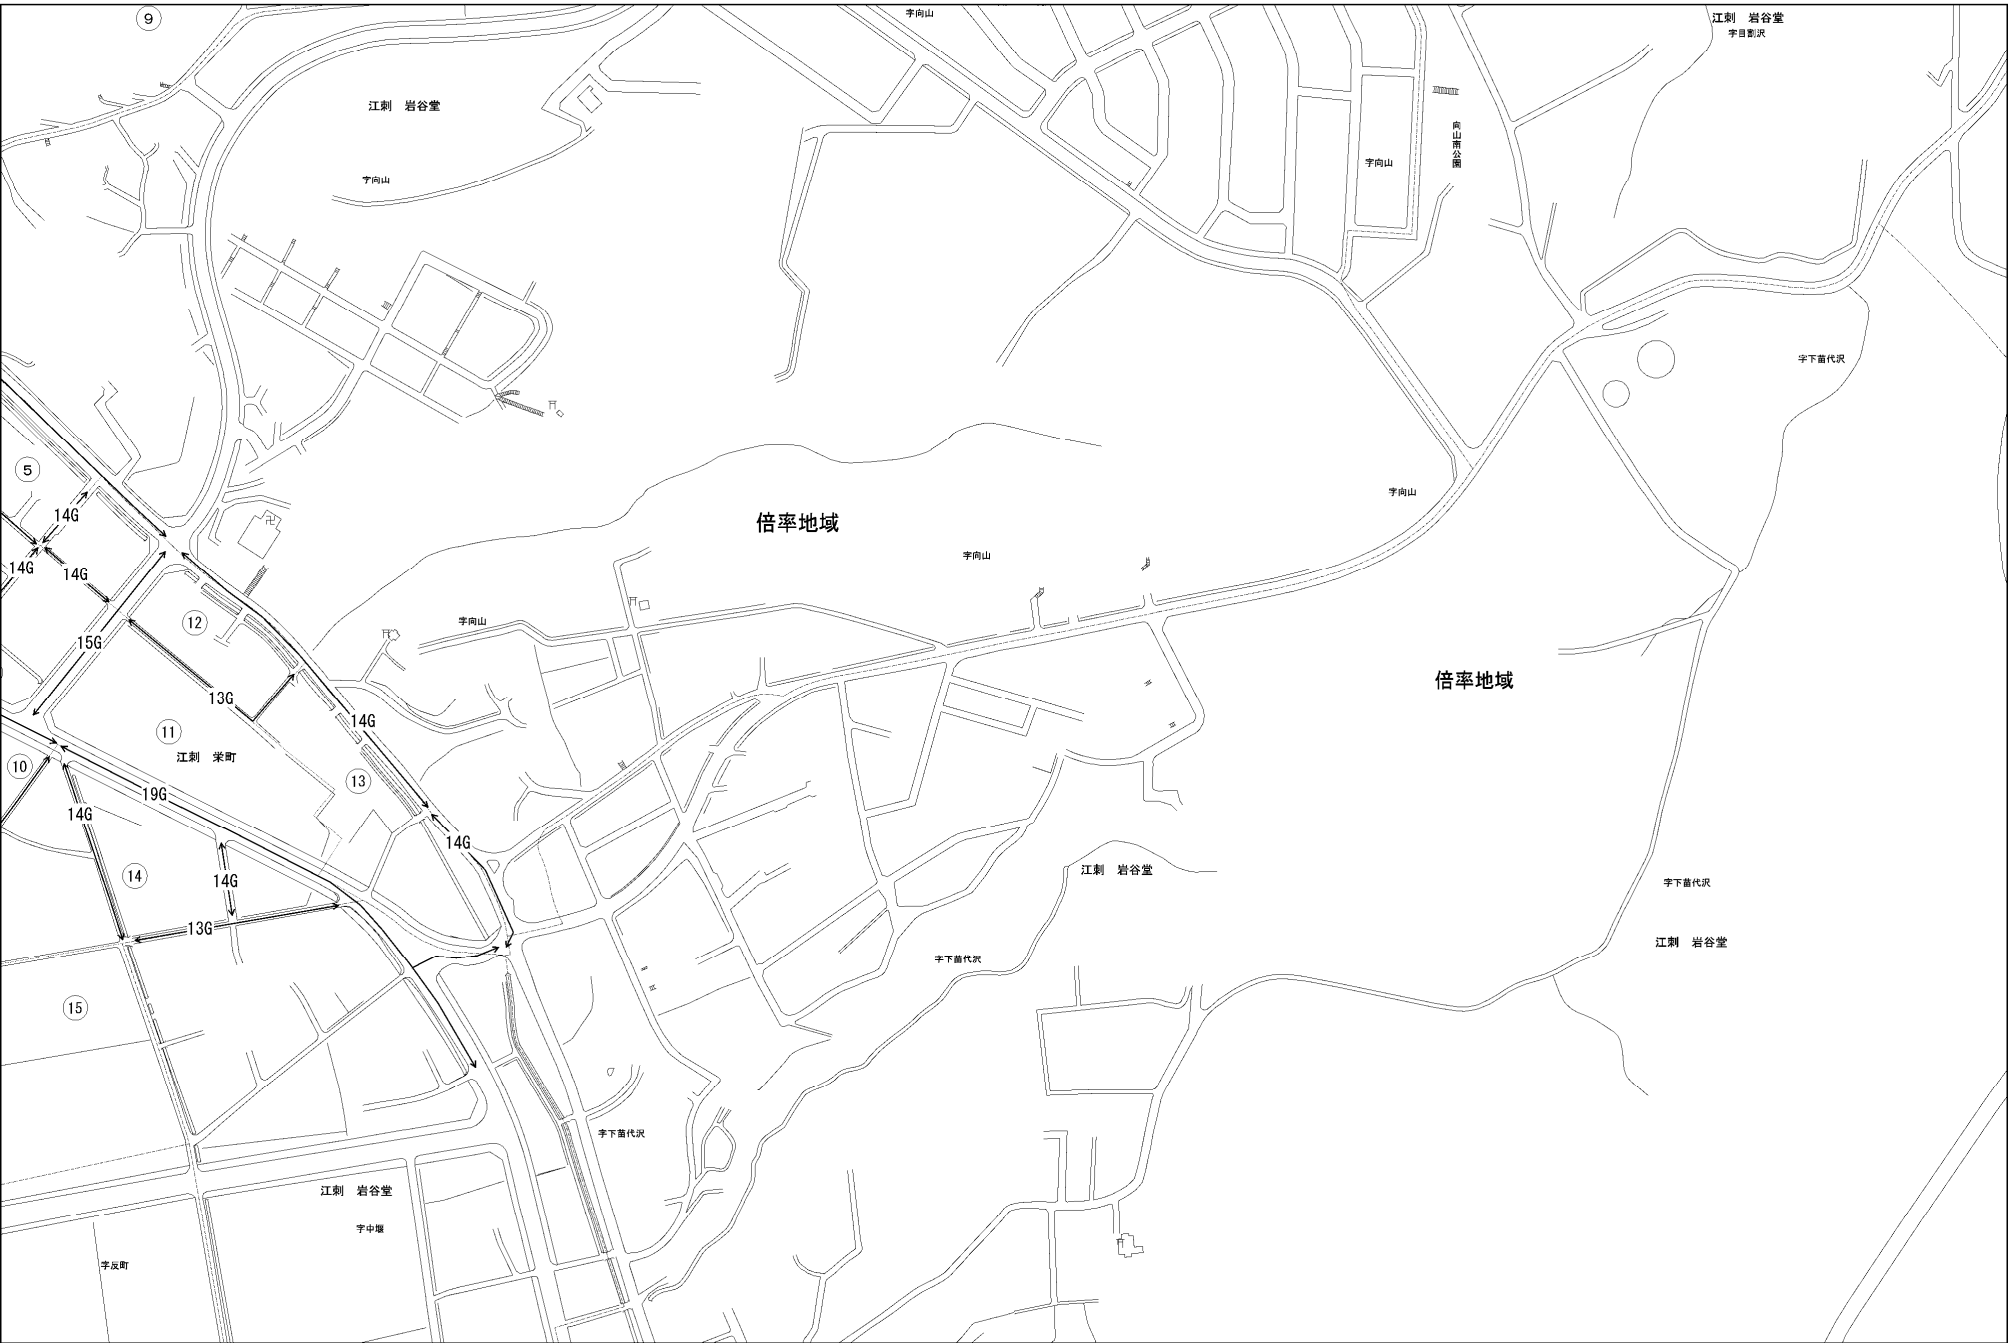 9
字向山
江刺 岩谷堂
字目割沢
江刺 岩谷堂
向山南公園
字向山
字向山
字下苗代沢
5
字向山
14G
倍率地域
字向山
14G
14G
12
字向山
15G
倍率地域
13G
14G
11
江刺 栄町
10
13
19G
14G
14G
14
14G
江刺 岩谷堂
字下苗代沢
13G
江刺 岩谷堂
字下苗代沢
15
字下苗代沢
江刺 岩谷堂
字中堰
字反町